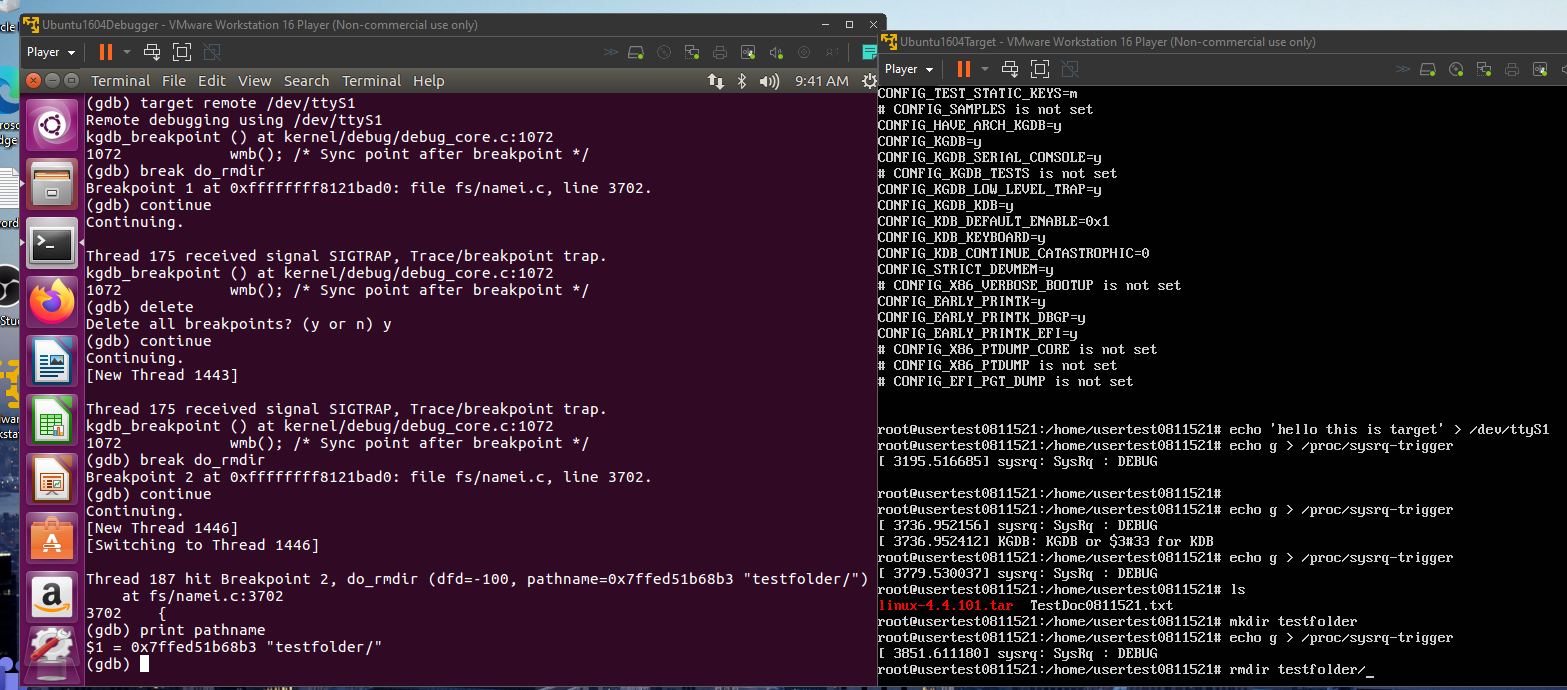 Ubuntu1604Debugger - VMware Workstation 16 Player (Non-commercial use only)
Player
Terminal File Edit View Search Terminal Help
9:41 AM
(gdb) target remote /dev/ttyS1
Remote debugging using /dev/ttyS1
kgdb_breakpoint () at kernel/debug/debug_core.c:1072
1072 wmb(); /* Sync point after breakpoint */
(gdb) break do_rmdir
Breakpoint 1 at 0xffffffff8121bad0: file fs/namei.c, line 3702.
(gdb) continue
Continuing.
Thread 175 received signal SIGTRAP, Trace/breakpoint trap.
kgdb_breakpoint () at kernel/debug/debug_core.c:1072
1072 wmb(); /* Sync point after breakpoint */
(gdb) delete
Delete all breakpoints? (y or n) y
(gdb) continue
Continuing.
[New Thread 1443]
Thread 175 received signal SIGTRAP, Trace/breakpoint trap.
kgdb_breakpoint () at kernel/debug/debug_core.c:1072
1072 wmb(); /* Sync point after breakpoint */
(gdb) break do_rmdir
Breakpoint 2 at 0xffffffff8121bad0: file fs/namei.c, line 3702.
(gdb) continue
Continuing.
[New Thread 1446]
[Switching to Thread 1446]
Thread 187 hit Breakpoint 2, do_rmdir (dfd=-100, pathname=0x7ffed51b68b3 "testfolder/")
at fs/namei.c:3702
3702 {
(gdb) print pathname
$1 = 0x7ffed51b68b3 "testfolder/"
(gdb)
Ubuntu1604Target - VMware Workstation 16 Player (Non-commercial use only)
Player
CONFIG_TEST_STATIC_KEYS=m
# CONFIG_SAMPLES is not set
CONFIG_HAVE_ARCH_KGDB=y
CONFIG_KGDB=y
CONFIG_KGDB_SERIAL_CONSOLE=y
# CONFIG_KGDB_TESTS is not set
CONFIG_KGDB_LOW_LEVEL_TRAP=y
CONFIG_KGDB_KDB=y
CONFIG_KDB_DEFAULT_ENABLE=0x1
CONFIG_KDB_KEYBOARD=y
CONFIG_KDB_CONTINUE_CATASTROPHIC=0
CONFIG_STRICT_DEVMEM=y
# CONFIG_X86_VERBOSE_BOOTUP is not set
CONFIG_EARLY_PRINTK=y
CONFIG_EARLY_PRINTK_DBGP=y
CONFIG_EARLY_PRINTK_EFI=y
# CONFIG_X86_PTDUMP_CORE is not set
# CONFIG_X86_PTDUMP is not set
# CONFIG_EFI_PGT_DUMP is not set
root@usertest0811521:/home/usertest0811521# echo 'hello this is target' > /dev/ttyS1
root@usertest0811521:/home/usertest0811521# echo g > /proc/sysrq-trigger
[ 3195.516685] sysrq: SysRq : DEBUG
root@usertest0811521:/home/usertest0811521#
root@usertest0811521:/home/usertest0811521# echo g > /proc/sysrq-trigger
[ 3736.952156] sysrq: SysRq : DEBUG
[ 3736.952412] KGDB: KGDB or $3#33 for KDB
root@usertest0811521:/home/usertest0811521# echo g > /proc/sysrq-trigger
[ 3779.530037] sysrq: SysRq : DEBUG
root@usertest0811521:/home/usertest0811521# ls
linux-4.4.101.tar TestDoc0811521.txt
root@usertest0811521:/home/usertest0811521# mkdir testfolder
root@usertest0811521:/home/usertest0811521# echo g > /proc/sysrq-trigger
[ 3851.611180] sysrq: SysRq : DEBUG
root@usertest0811521:/home/usertest0811521# rmdir testfolder/_